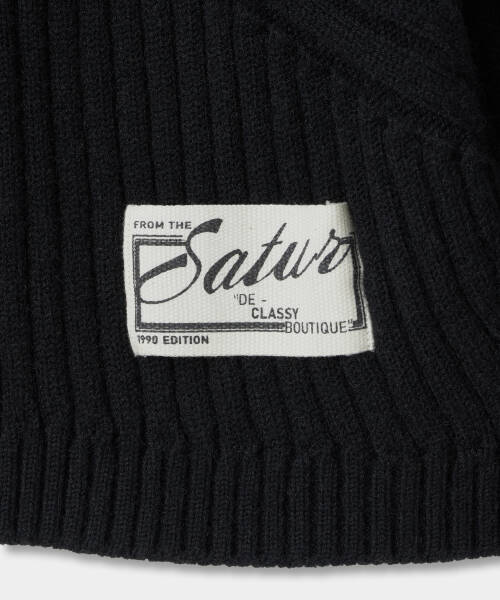 FROM THE
Satur
"DE -
CLASSY
BOUTIQUE"
1990 EDITION